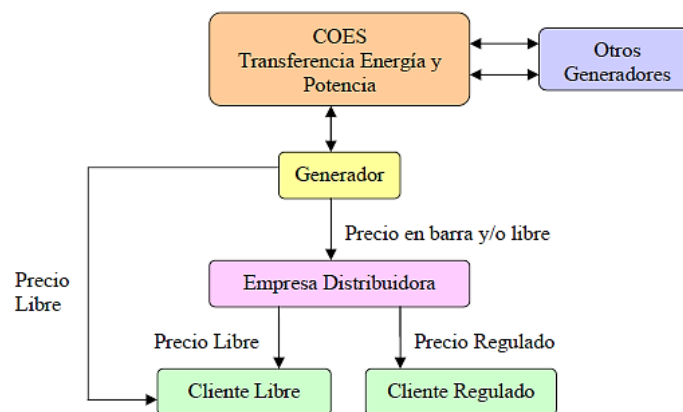 COES
Transferencia Energía y
Potencia
Otros
Generadores
Generador
Precio en barra y/o libre
Precio
Libre
Empresa Distribuidora
Precio Libre
Precio Regulado
Cliente Libre
Cliente Regulado